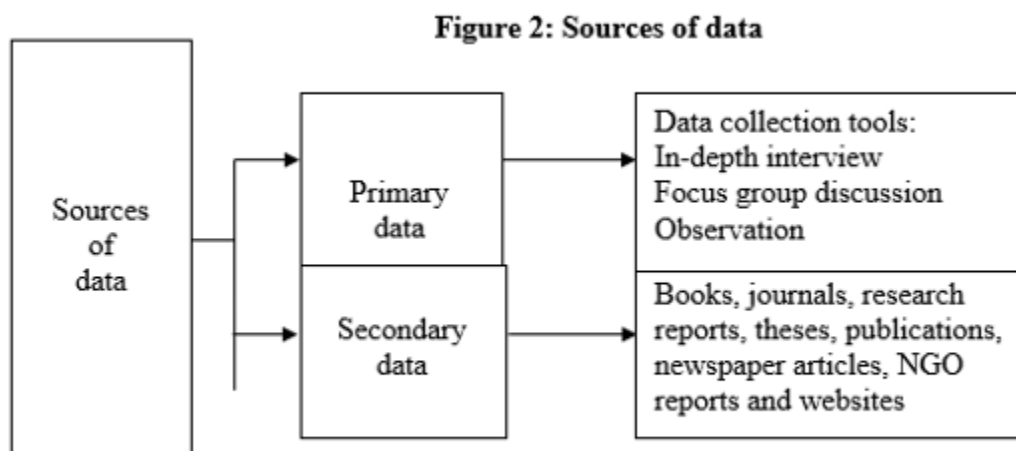 Figure 2: Sources of data
Sources
of
data
Primary
data
Data collection tools:
In-depth interview
Focus group discussion
Observation
Secondary
data
Books, journals, research
reports, theses, publications,
newspaper articles, NGO
reports and websites